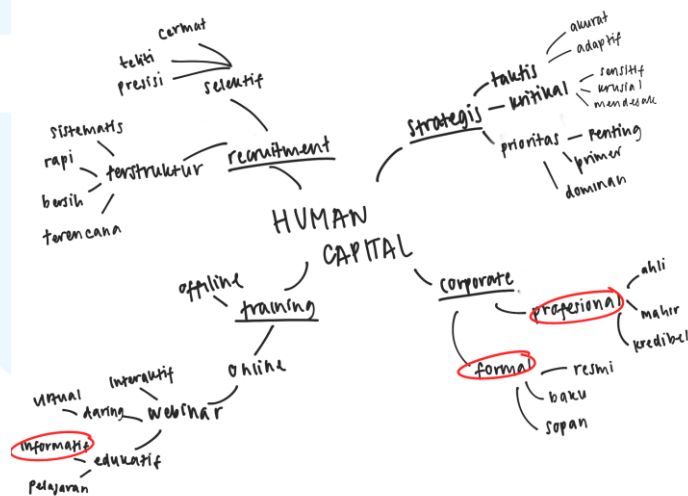 cermat
teliti
presisi
selektif
sistematis
rapi
bersih
terencana
terstruktur
recruitment
akurat
adaptif
taktis
sensitif
krusial
mendesak
kritikal
strategis
prioritas
penting
primer
dominan
HUMAN
CAPITAL
offiline
training
online
interaktif
virtual
daring
webinar
informatif
edukatif
pelajaran
corporate
profesional
ahli
mahir
kredibel
formal
resmi
baku
sopan